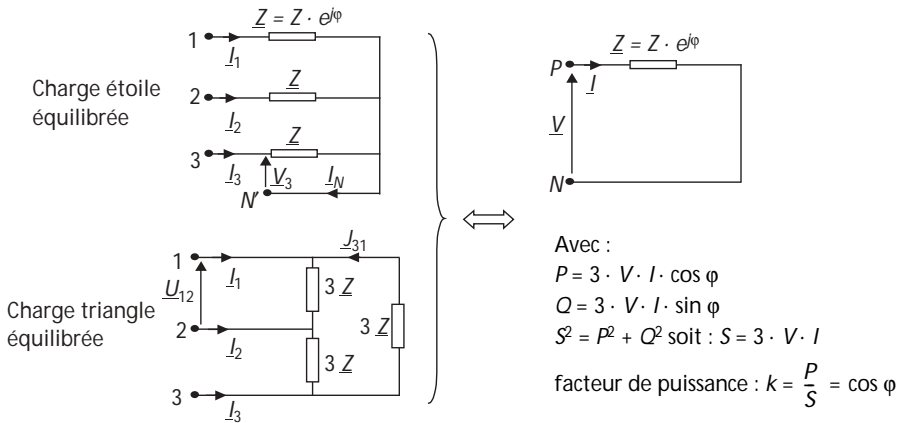 Z = Z · e^jφ
1
I1
Charge étoile
équilibrée
Z
2
I2
Z
3
I3
V3
IN
N'
J31
1
I1
3 Z
U12
Charge triangle
équilibrée
3 Z
2
I2
3 Z
3
I3
Z = Z · e^jφ
P
I
V
N
Avec :
P = 3 · V · I · cos φ
Q = 3 · V · I · sin φ
S² = P² + Q² soit : S = 3 · V · I
facteur de puissance : k = P/S = cos φ